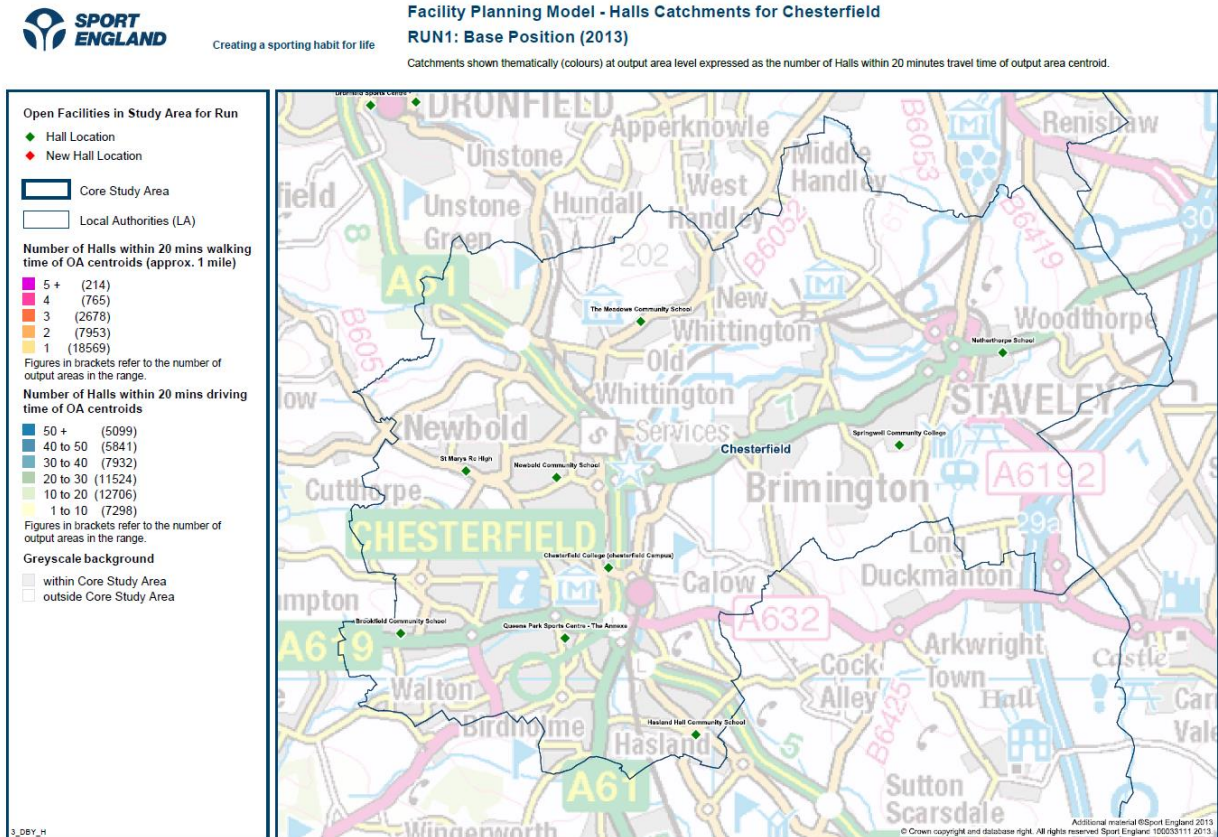 SPORT
ENGLAND
Creating a sporting habit for life
Facility Planning Model - Halls Catchments for Chesterfield
RUN1: Base Position (2013)
Catchments shown thematically (colours) at output area level expressed as the number of Halls within 20 minutes travel time of output area centroid.
Open Facilities in Study Area for Run
Hall Location
New Hall Location
Core Study Area
Local Authorities (LA)
Number of Halls within 20 mins walking
time of OA centroids (approx. 1 mile)
5 + (214)
4 (765)
3 (2678)
2 (7953)
1 (18569)
Figures in brackets refer to the number of
output areas in the range.
Number of Halls within 20 mins driving
time of OA centroids
50 + (5099)
40 to 50 (5841)
30 to 40 (7932)
20 to 30 (11524)
10 to 20 (12706)
1 to 10 (7298)
Figures in brackets refer to the number of
output areas in the range.
Greyscale background
within Core Study Area
outside Core Study Area
3_DBY_H
DRONFIELD
Apperknowle
B6053
Renishaw
Unstone
Middle
Handley
field
West
Handley
Unstone
Green
Hundall
B6052
B6419
30
8
202
A61
New
Whittington
The Meadows Community School
Woodthorpe
Netherthorpe School
B605
Old
Whittington
STAVELEY
7
Newbold
S
Services
Chesterfield
Springwell Community College
St Marys Rc High
Newbold Community School
A6192
Cutthorpe
Brimington
CHESTERFIELD
29a
Chesterfield College (chesterfield Campus)
Long
Duckmanton
Calow
i
M
A632
Brookfield Community School
Queens Park Sports Centre - The Annexe
A619
Arkwright
Town
Castle
L
Cock
Alley
Walton
Hall
B6425
Hasland Hall Community School
Birdholme
Hasland
5
A61
Sutton
Scarsdale
Wingerworth
Additional material ©Sport England 2013
© Crown copyright and database right. All rights reserved Sport England 100033111 2013